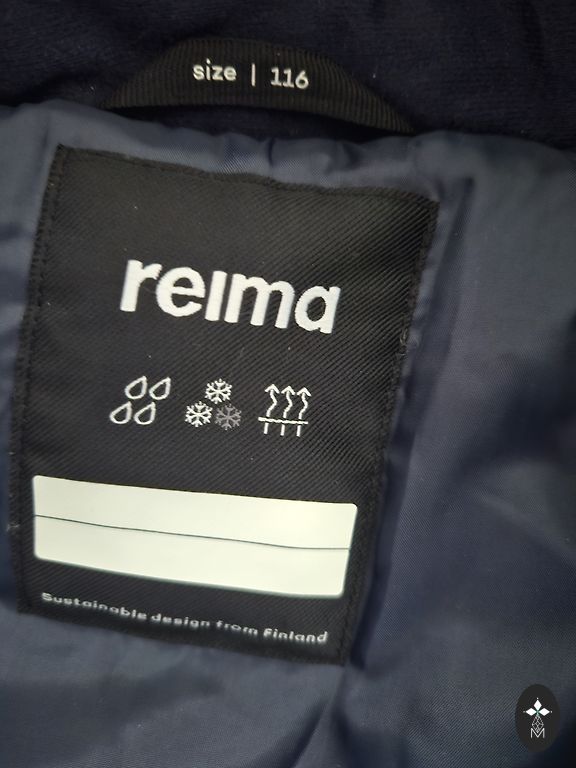 size | 116
reima
Sustainable design from Finland
M